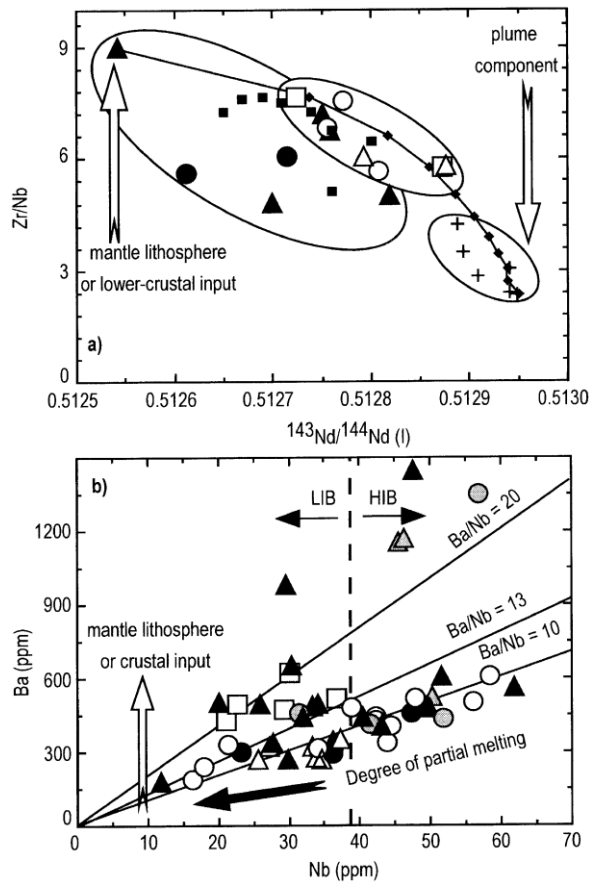 9
6
3
0
Zr/Nb
plume
component
mantle lithosphere
or lower-crustal input
a)
0.5125
0.5126
0.5127
0.5128
0.5129
0.5130
143Nd/144Nd (I)
b)
LIB
HIB
1200
900
600
300
0
Ba (ppm)
Ba/Nb = 20
Ba/Nb = 13
Ba/Nb = 10
mantle lithosphere
or crustal input
Degree of partial melting
0
10
20
30
40
50
60
70
Nb (ppm)